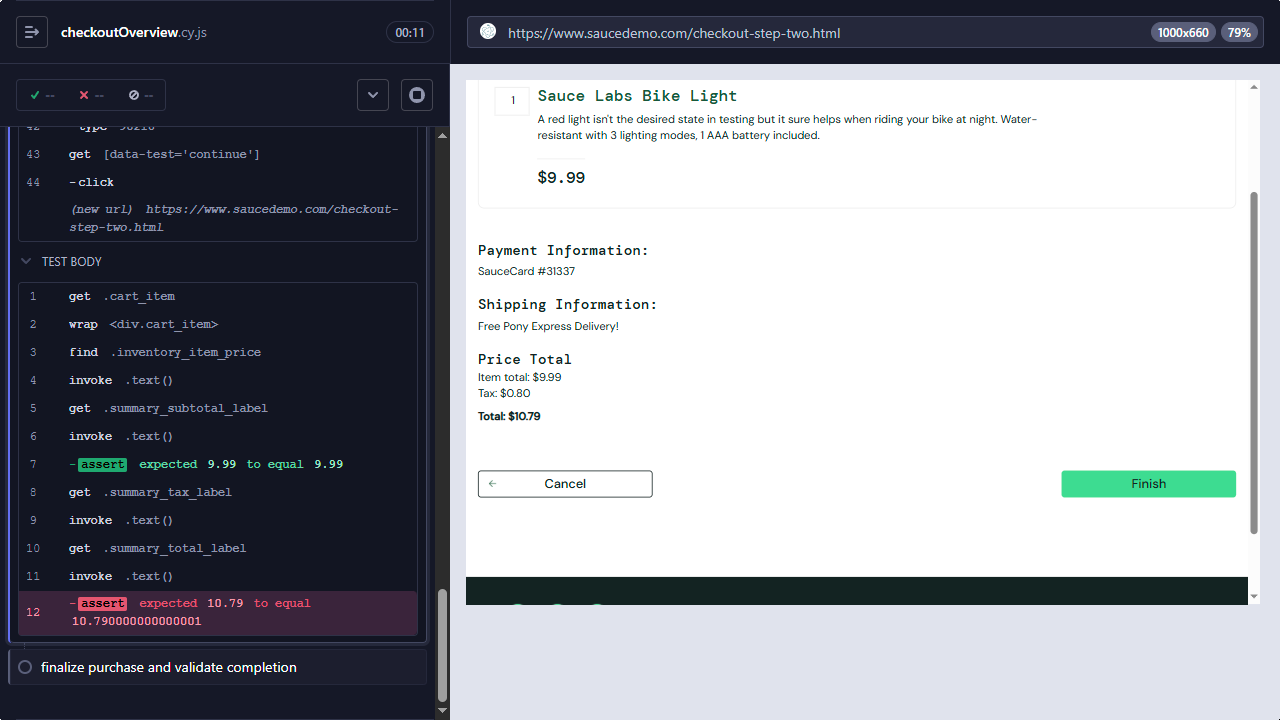 checkoutOverview.cy.js
00:11
--
--
--
42 -type 90210
43 get [data-test='continue']
44 -click
(new url) https://www.saucedemo.com/checkout-
step-two.html
TEST BODY
1 get .cart_item
2 wrap <div.cart_item>
3 find .inventory_item_price
4 invoke .text()
5 get .summary_subtotal_label
6 invoke .text()
7 -assert expected 9.99 to equal 9.99
8 get .summary_tax_label
9 invoke .text()
10 get .summary_total_label
11 invoke .text()
12 -assert expected 10.79 to equal
10.790000000000001
finalize purchase and validate completion
https://www.saucedemo.com/checkout-step-two.html
1000x660
79%
1
Sauce Labs Bike Light
A red light isn't the desired state in testing but it sure helps when riding your bike at night. Water-
resistant with 3 lighting modes, 1 AAA battery included.
$9.99
Payment Information:
SauceCard #31337
Shipping Information:
Free Pony Express Delivery!
Price Total
Item total: $9.99
Tax: $0.80
Total: $10.79
Cancel
Finish